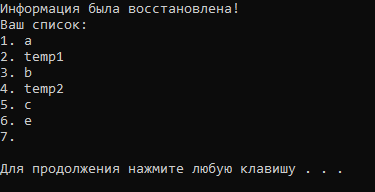 Информация была восстановлена!
Ваш список:
1. a
2. temp1
3. b
4. temp2
5. c
6. e
7.
Для продолжения нажмите любую клавишу . . .